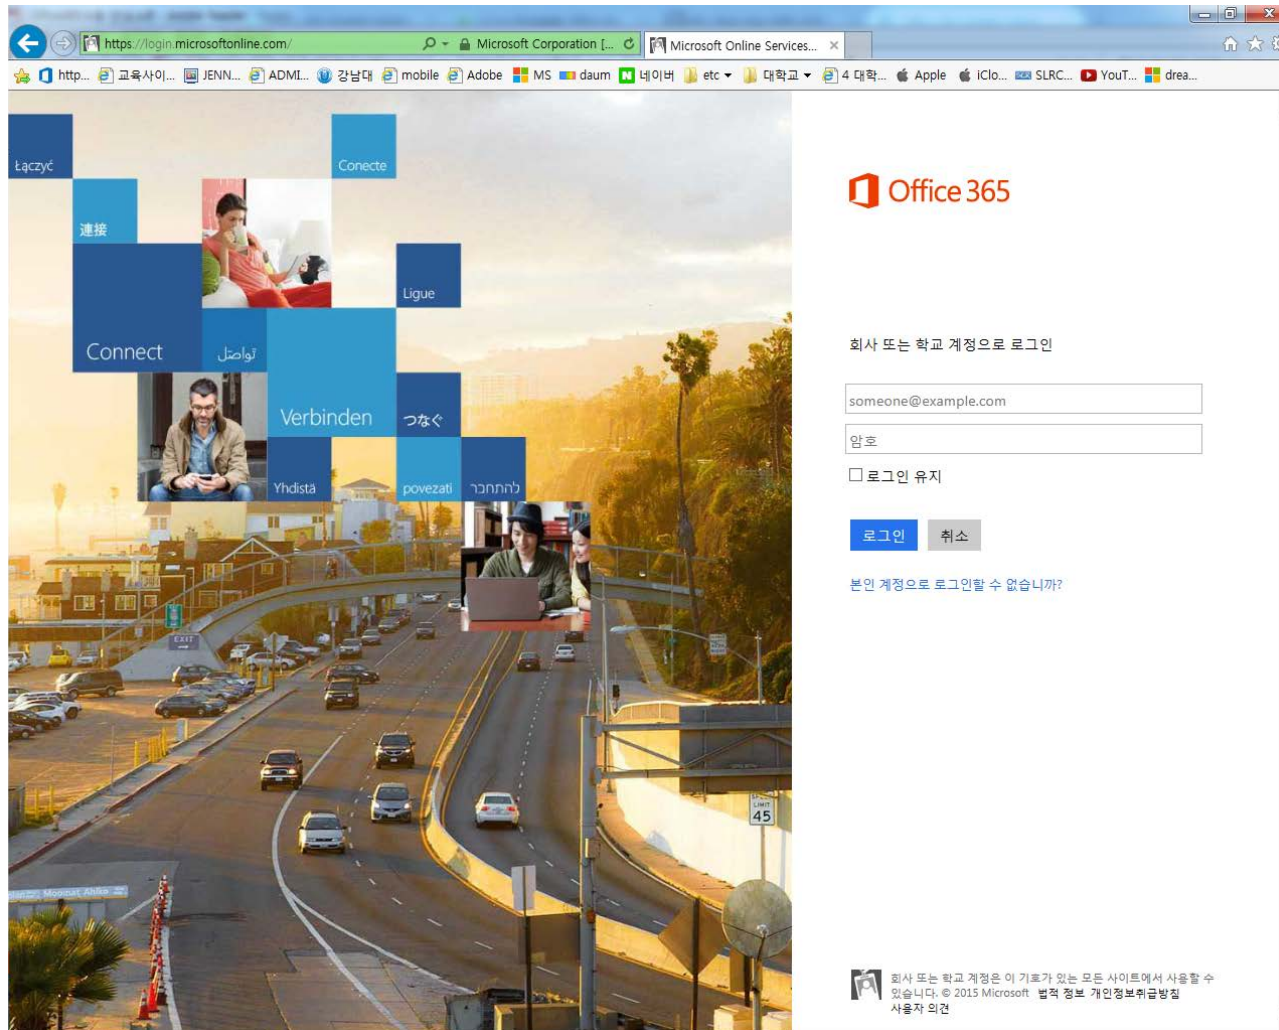 https://login.microsoftonline.com/
Microsoft Corporation [...
Microsoft Online Services...
http...
교육사이...
JENN...
ADMI...
강남대
mobile
Adobe
MS
daum
네이버
etc
대학교
4 대학...
Apple
iClo...
SLRC...
YouT...
drea...
Łączyć
Conecte
連接
Ligue
Connect
تواصَل
Verbinden
つなぐ
Yhdistä
povezati
להתחבר
EXIT
LIMIT
45
Office 365
회사 또는 학교 계정으로 로그인
someone@example.com
암호
로그인 유지
로그인
취소
본인 계정으로 로그인할 수 없습니까?
회사 또는 학교 계정은 이 기호가 있는 모든 사이트에서 사용할 수
있습니다. © 2015 Microsoft 법적 정보 개인정보취급방침
사용자 의견